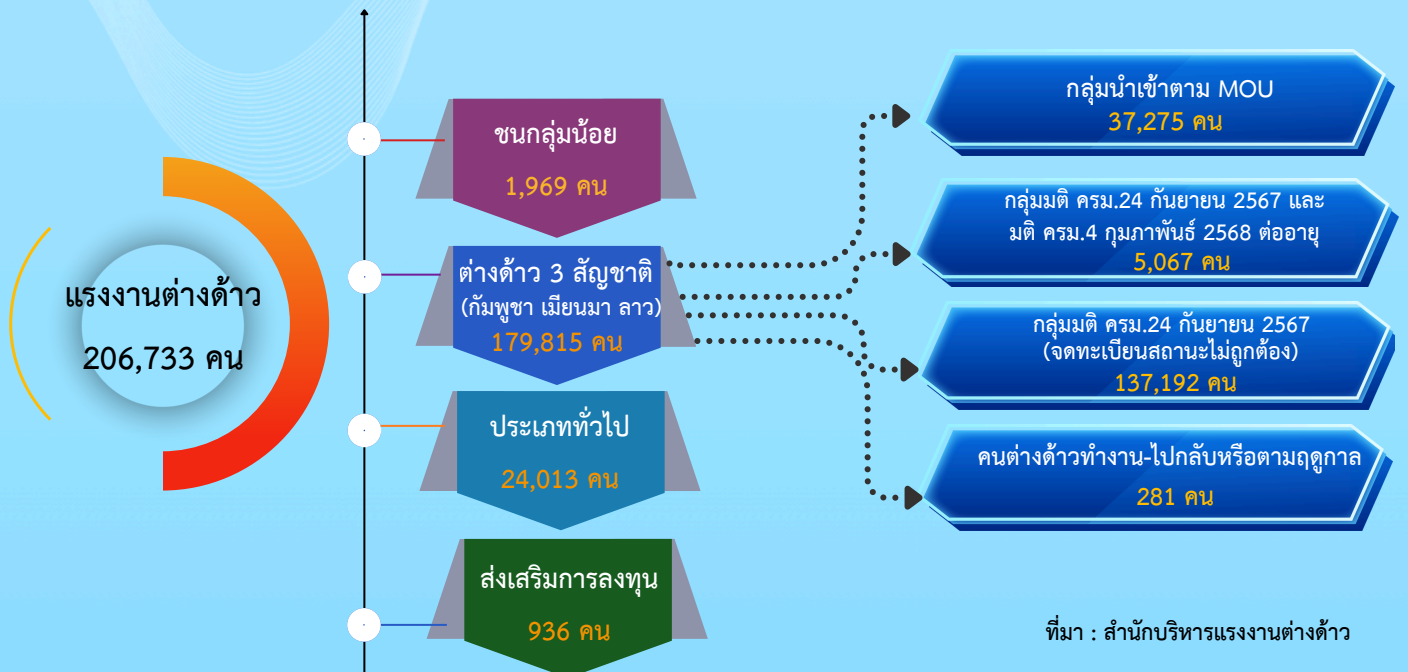 แรงงานต่างด้าว
206,733 คน
ชนกลุ่มน้อย
1,969 คน
ต่างด้าว 3 สัญชาติ
(กัมพูชา เมียนมา ลาว)
179,815 คน
ประเภททั่วไป
24,013 คน
ส่งเสริมการลงทุน
936 คน
กลุ่มนำเข้าตาม MOU
37,275 คน
กลุ่มมติ ครม.24 กันยายน 2567 และ
มติ ครม.4 กุมภาพันธ์ 2568 ต่ออายุ
5,067 คน
กลุ่มมติ ครม.24 กันยายน 2567
(จดทะเบียนสถานะไม่ถูกต้อง)
137,192 คน
คนต่างด้าวทำงาน-ไปกลับหรือตามฤดูกาล
281 คน
ที่มา : สำนักบริหารแรงงานต่างด้าว